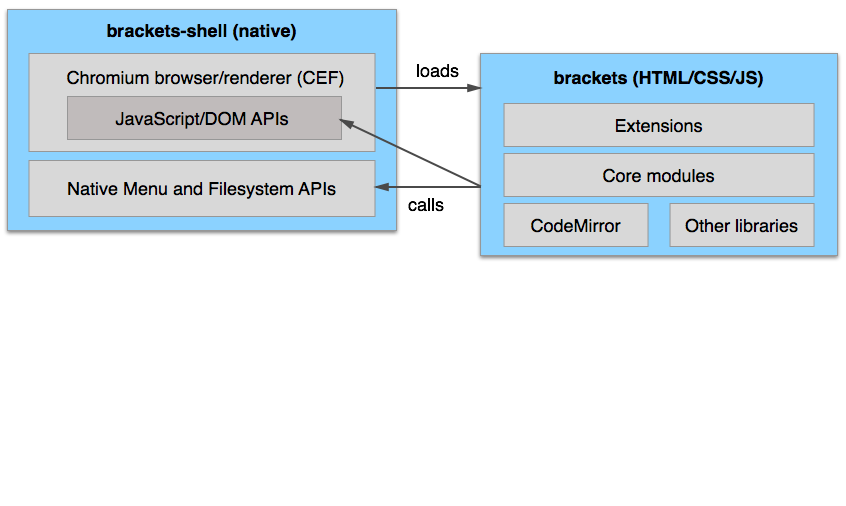 brackets-shell (native)
Chromium browser/renderer (CEF)
JavaScript/DOM APIs
Native Menu and Filesystem APIs
loads
calls
brackets (HTML/CSS/JS)
Extensions
Core modules
CodeMirror
Other libraries